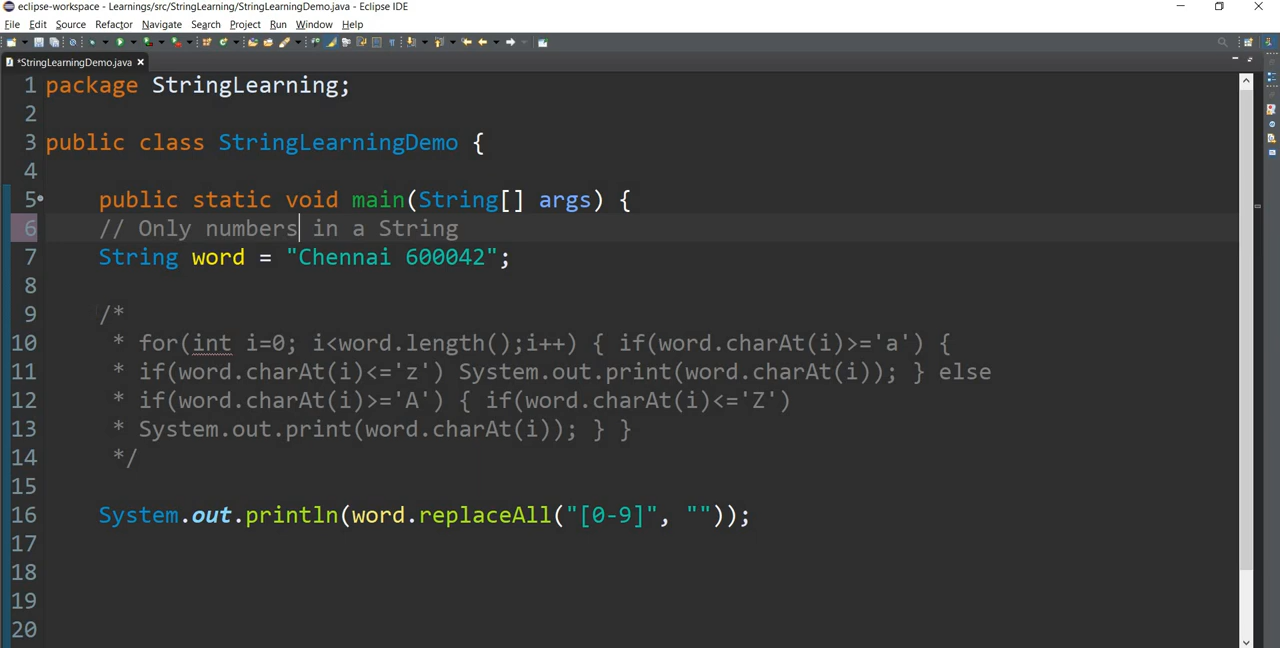 eclipse-workspace - Learnings/src/StringLearning/StringLearningDemo.java - Eclipse IDE
File Edit Source Refactor Navigate Search Project Run Window Help
*StringLearningDemo.java
1 package StringLearning;
2
3 public class StringLearningDemo {
4
5 public static void main(String[] args) {
6 // Only numbers in a String
7 String word = "Chennai 600042";
8
9 /*
10 * for(int i=0; i<word.length();i++) { if(word.charAt(i)>='a') {
11 * if(word.charAt(i)<='z') System.out.print(word.charAt(i)); } else
12 * if(word.charAt(i)>='A') { if(word.charAt(i)<='Z')
13 * System.out.print(word.charAt(i)); } }
14 */
15
16 System.out.println(word.replaceAll("[0-9]", ""));
17
18
19
20